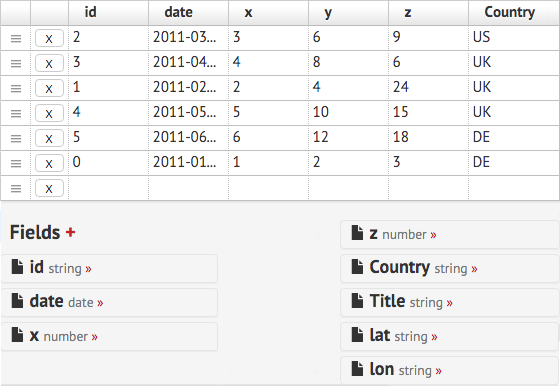 id date x y z Country
x 2 2011-03... 3 6 9 US
x 3 2011-04... 4 8 6 UK
x 1 2011-02... 2 4 24 UK
x 4 2011-05... 5 10 15 UK
x 5 2011-06... 6 12 18 DE
x 0 2011-01... 1 2 3 DE
x
Fields +
id string »
date date »
x number »
z number »
Country string »
Title string »
lat string »
lon string »